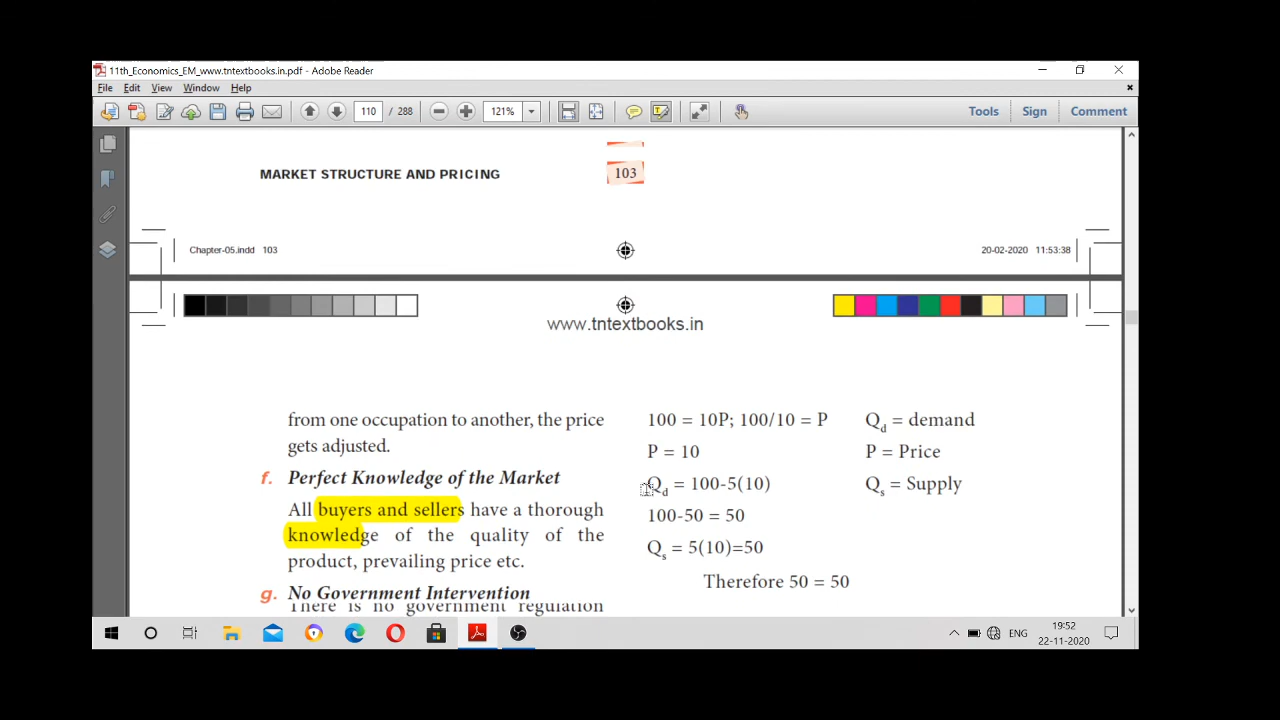 11th_Economics_EM_www.tntextbooks.in.pdf - Adobe Reader
File Edit View Window Help
110 / 288 121% Tools Sign Comment
MARKET STRUCTURE AND PRICING 103
Chapter-05.indd 103 20-02-2020 11:53:38
www.tntextbooks.in
from one occupation to another, the price
gets adjusted.
f. Perfect Knowledge of the Market
All buyers and sellers have a thorough
knowledge of the quality of the
product, prevailing price etc.
g. No Government Intervention
There is no government regulation
100 = 10P; 100/10 = P
P = 10
Qd = 100-5(10)
100-50 = 50
Qs = 5(10)=50
Therefore 50 = 50
Qd = demand
P = Price
Qs = Supply
ENG
19:52
22-11-2020